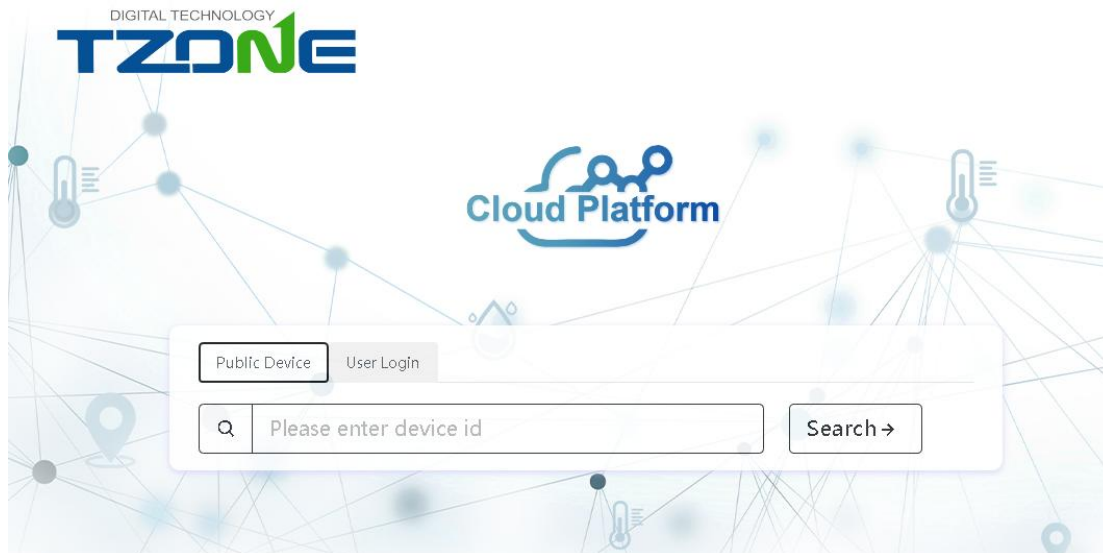 DIGITAL TECHNOLOGY
TZONE
Cloud Platform
Public Device User Login
Please enter device id Search→